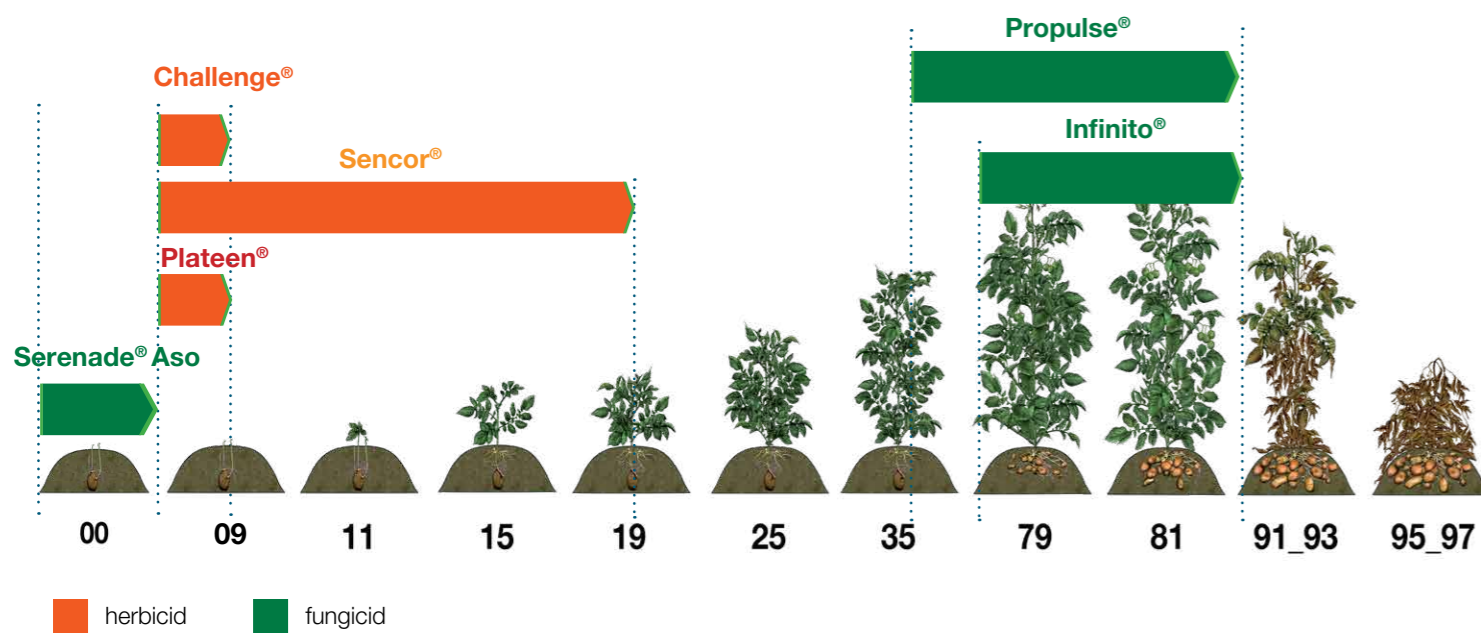 Propulse®
Challenge®
Infinito®
Sencor®
Plateen®
Serenade® Aso
00 09 11 15 19 25 35 79 81 91_93 95_97
herbicid fungicid